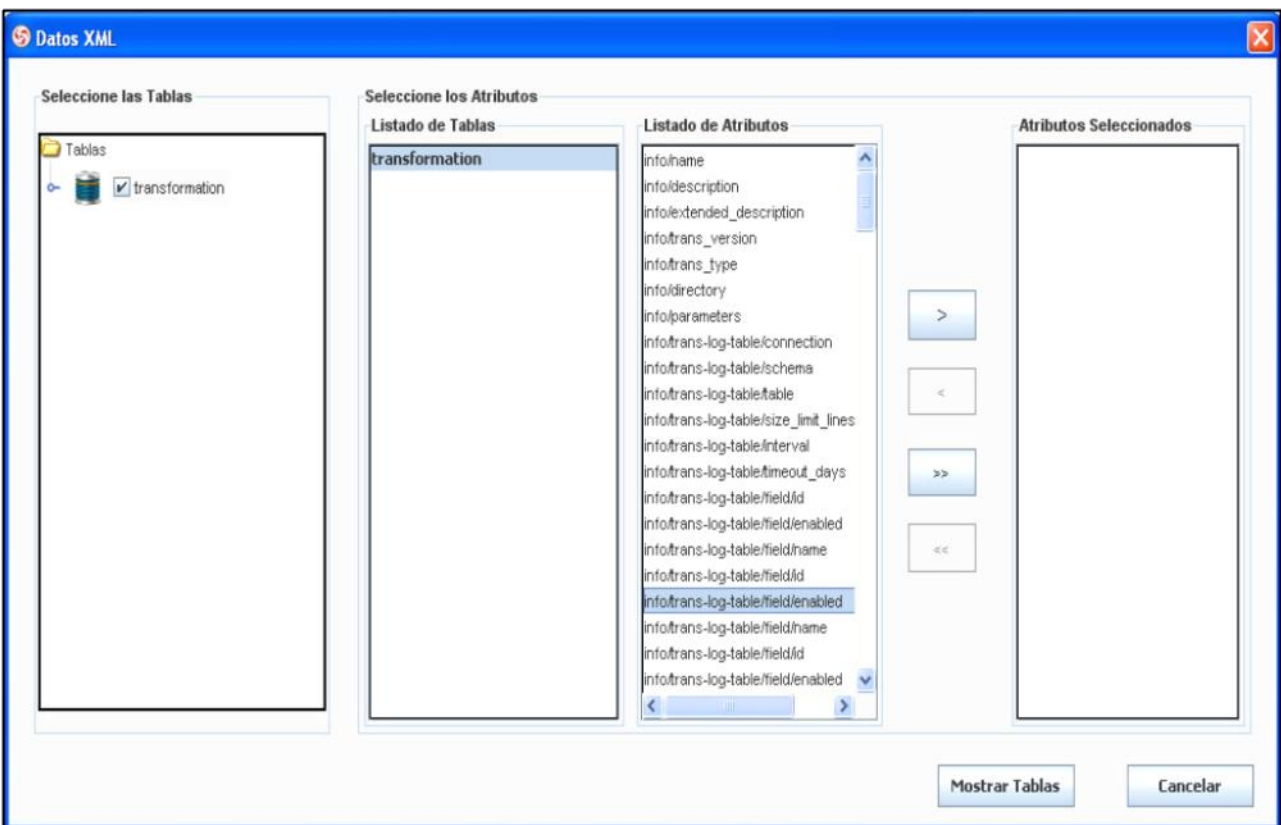 Datos XML
Seleccione las Tablas
Tablas
transformation
Seleccione los Atributos
Listado de Tablas
transformation
Listado de Atributos
info/name
info/description
info/extended_description
info/trans_version
info/trans_type
info/directory
info/parameters
info/trans-log-table/connection
info/trans-log-table/schema
info/trans-log-table/table
info/trans-log-table/size_limit_lines
info/trans-log-table/interval
info/trans-log-table/timeout_days
info/trans-log-table/field/id
info/trans-log-table/field/enabled
info/trans-log-table/field/name
info/trans-log-table/field/id
info/trans-log-table/field/enabled
info/trans-log-table/field/name
info/trans-log-table/field/id
info/trans-log-table/field/enabled
>
<
>>
<<
Atributos Seleccionados
Mostrar Tablas
Cancelar